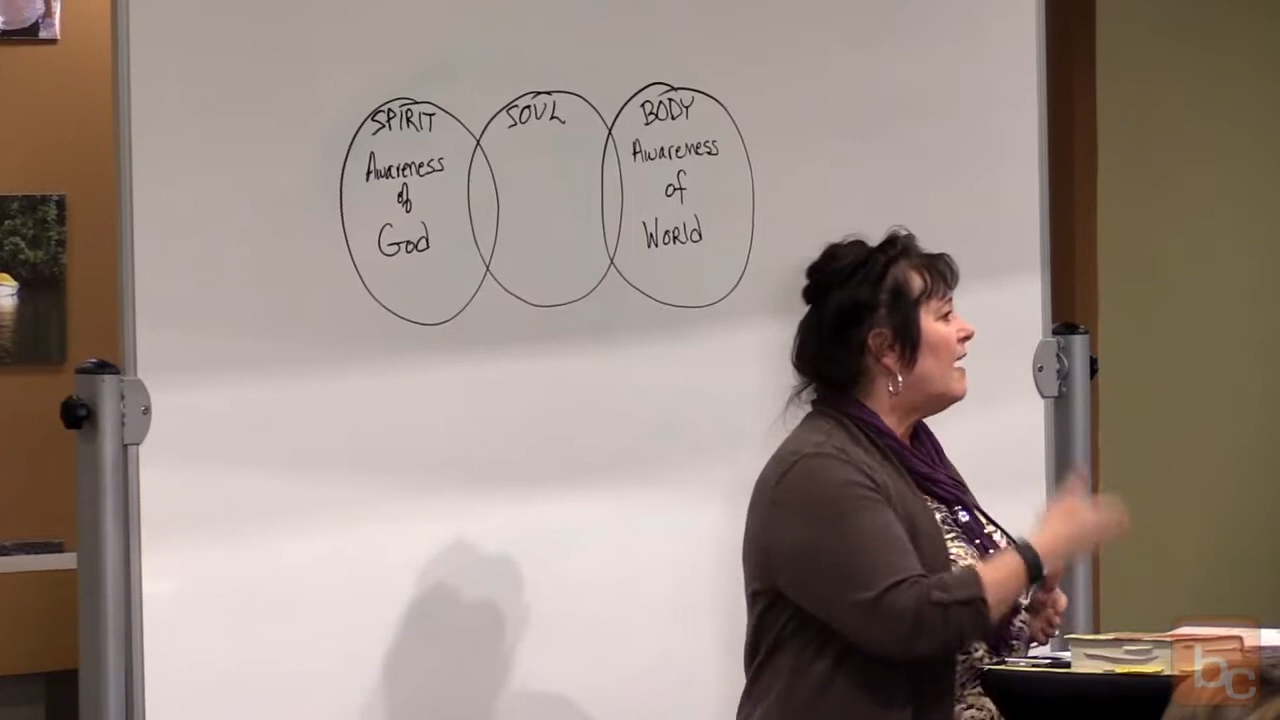 SPIRIT
Awareness
of
God
SOUL
BODY
Awareness
of
World
bc